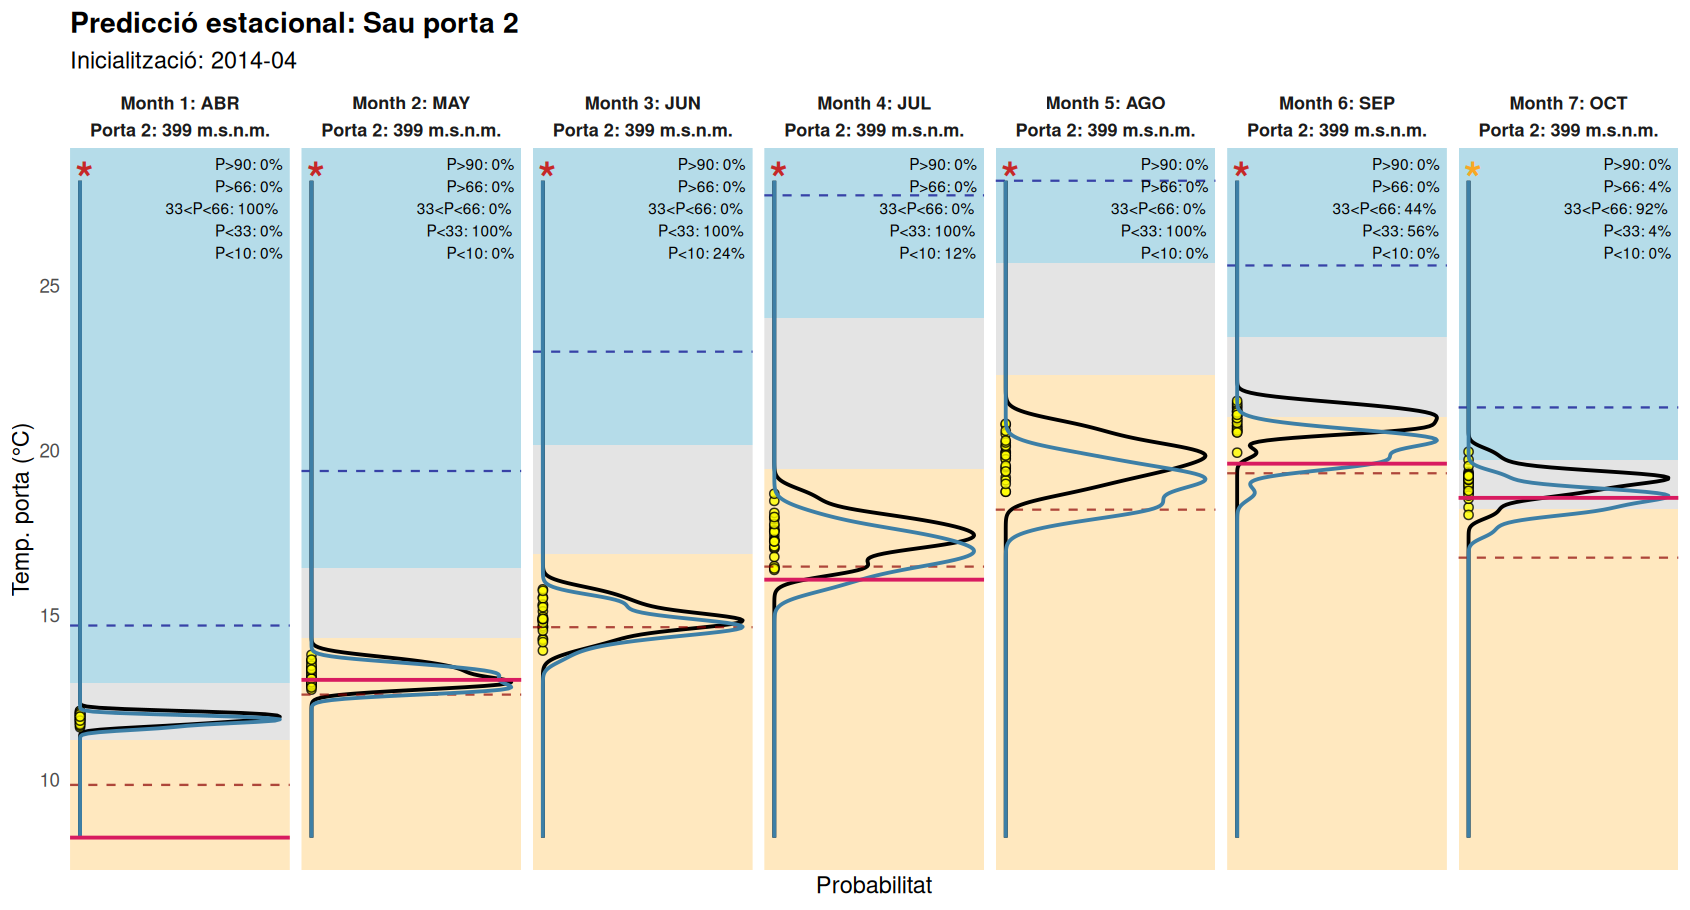 Predicció estacional: Sau porta 2
Inicialització: 2014-04
Month 1: ABR
Porta 2: 399 m.s.n.m.
Month 2: MAY
Porta 2: 399 m.s.n.m.
Month 3: JUN
Porta 2: 399 m.s.n.m.
Month 4: JUL
Porta 2: 399 m.s.n.m.
Month 5: AGO
Porta 2: 399 m.s.n.m.
Month 6: SEP
Porta 2: 399 m.s.n.m.
Month 7: OCT
Porta 2: 399 m.s.n.m.
*
P>90: 0%
P>66: 0%
33<P<66: 100%
P<33: 0%
P<10: 0%
*
P>90: 0%
P>66: 0%
33<P<66: 0%
P<33: 100%
P<10: 0%
*
P>90: 0%
P>66: 0%
33<P<66: 0%
P<33: 100%
P<10: 24%
*
P>90: 0%
P>66: 0%
33<P<66: 0%
P<33: 100%
P<10: 12%
*
P>90: 0%
P>66: 0%
33<P<66: 0%
P<33: 100%
P<10: 0%
*
P>90: 0%
P>66: 0%
33<P<66: 44%
P<33: 56%
P<10: 0%
*
P>90: 0%
P>66: 4%
33<P<66: 92%
P<33: 4%
P<10: 0%
25
20
15
10
Temp. porta (°C)
Probabilitat